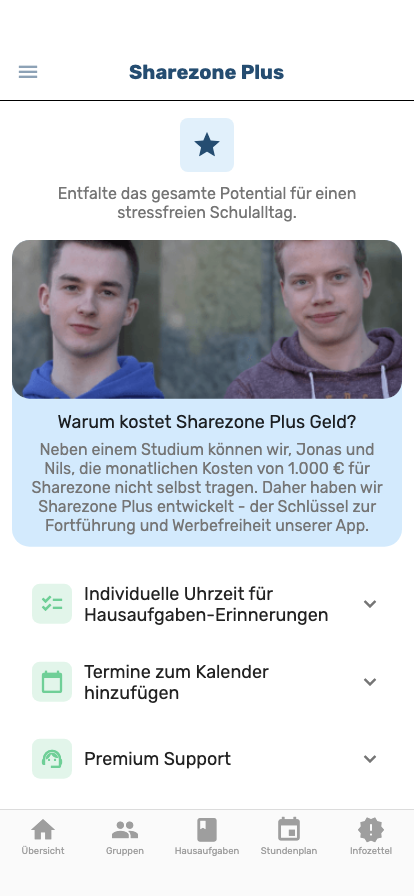 Sharezone Plus
Entfalte das gesamte Potential für einen
stressfreien Schulalltag.
Warum kostet Sharezone Plus Geld?
Neben einem Studium können wir, Jonas und
Nils, die monatlichen Kosten von 1.000 € für
Sharezone nicht selbst tragen. Daher haben wir
Sharezone Plus entwickelt - der Schlüssel zur
Fortführung und Werbefreiheit unserer App.
Individuelle Uhrzeit für
Hausaufgaben-Erinnerungen
Termine zum Kalender
hinzufügen
Premium Support
Übersicht
Gruppen
Hausaufgaben
Stundenplan
Infozettel